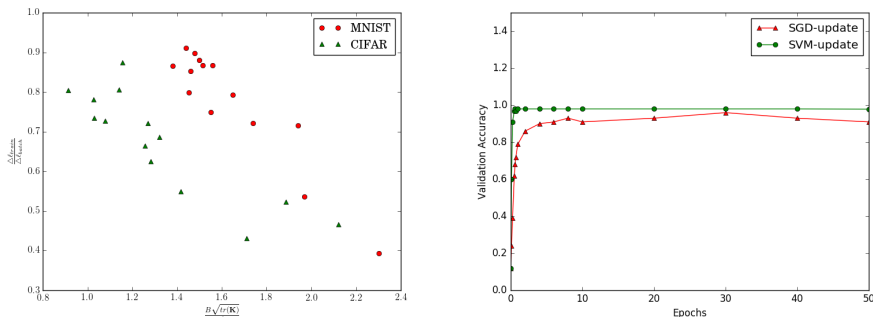 1.0
0.9
0.8
0.7
0.6
0.5
0.4
0.3
0.8 1.0 1.2 1.4 1.6 1.8 2.0 2.2 2.4
B√tr(K)
MNIST
CIFAR
Validation Accuracy
1.4
1.2
1.0
0.8
0.6
0.4
0.2
0.0
0 10 20 30 40 50
Epochs
SGD-update
SVM-update